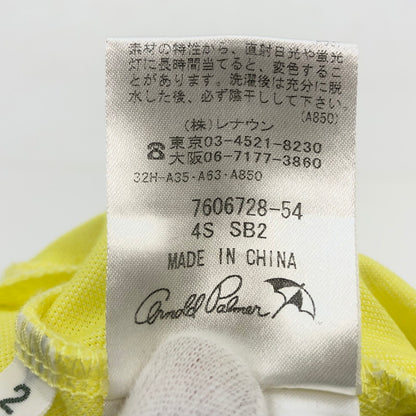 素材の特性から、直射日光や蛍光
灯に長時間当てると、変色するこ
とがあります。洗濯後は充分に脱
水した後、必ず陰干しして下さい。
(A850)
(株)レナウン
☎東京03-4521-8230
大阪06-7177-3860
32H-A35-A63-A850
7606728-54
4S SB2
MADE IN CHINA
Arnold Palmer
2